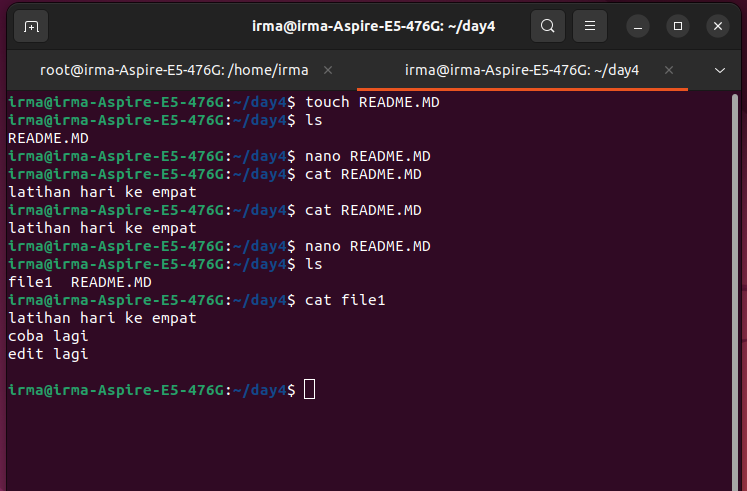 irma@irma-Aspire-E5-476G: ~/day4
root@irma-Aspire-E5-476G: /home/irma
irma@irma-Aspire-E5-476G: ~/day4
irma@irma-Aspire-E5-476G:~/day4$ touch README.MD
irma@irma-Aspire-E5-476G:~/day4$ ls
README.MD
irma@irma-Aspire-E5-476G:~/day4$ nano README.MD
irma@irma-Aspire-E5-476G:~/day4$ cat README.MD
latihan hari ke empat
irma@irma-Aspire-E5-476G:~/day4$ cat README.MD
latihan hari ke empat
irma@irma-Aspire-E5-476G:~/day4$ nano README.MD
irma@irma-Aspire-E5-476G:~/day4$ ls
file1  README.MD
irma@irma-Aspire-E5-476G:~/day4$ cat file1
latihan hari ke empat
coba lagi
edit lagi
irma@irma-Aspire-E5-476G:~/day4$